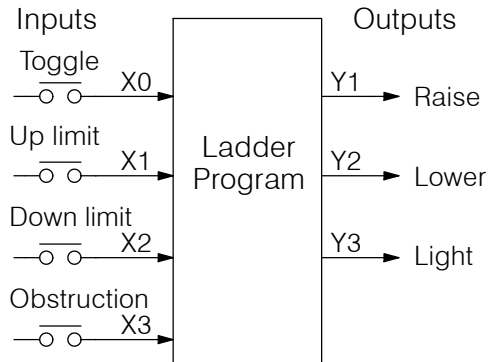 Inputs
Outputs
Toggle
X0
Y1
Raise
Up limit
X1
Ladder
Program
Y2
Lower
Down limit
X2
Y3
Light
Obstruction
X3